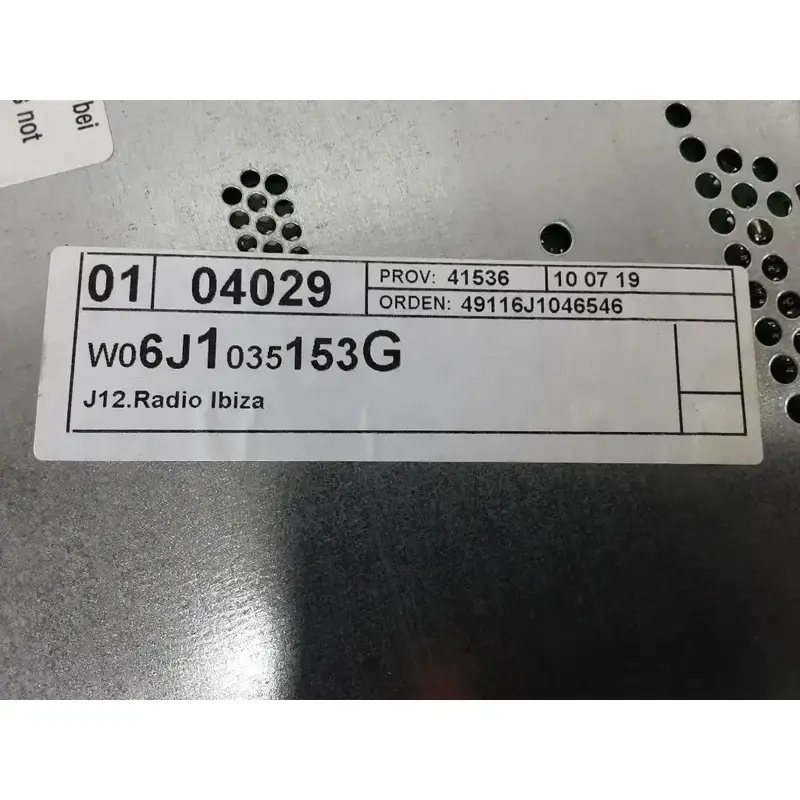 bei
not
01 04029 PROV: 41536 10 07 19
ORDEN: 49116J1046546
W06J1035153G
J12.Radio Ibiza